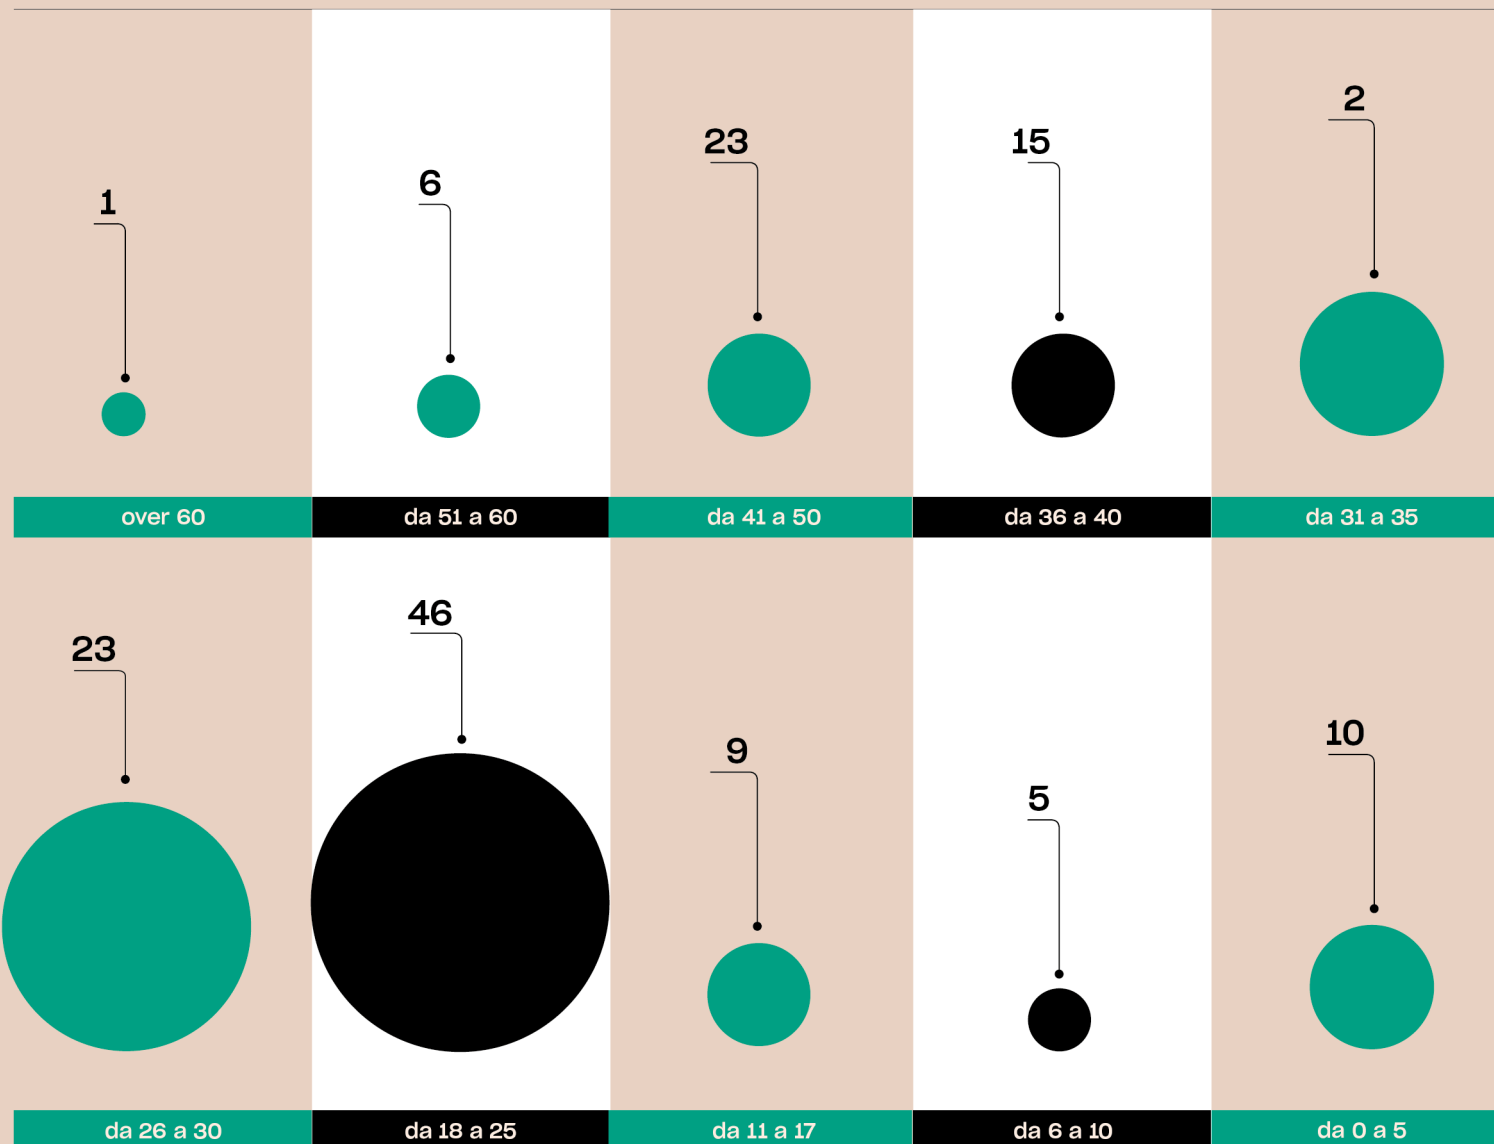 1
6
23
15
2
over 60
da 51 a 60
da 41 a 50
da 36 a 40
da 31 a 35
23
46
9
5
10
da 26 a 30
da 18 a 25
da 11 a 17
da 6 a 10
da 0 a 5